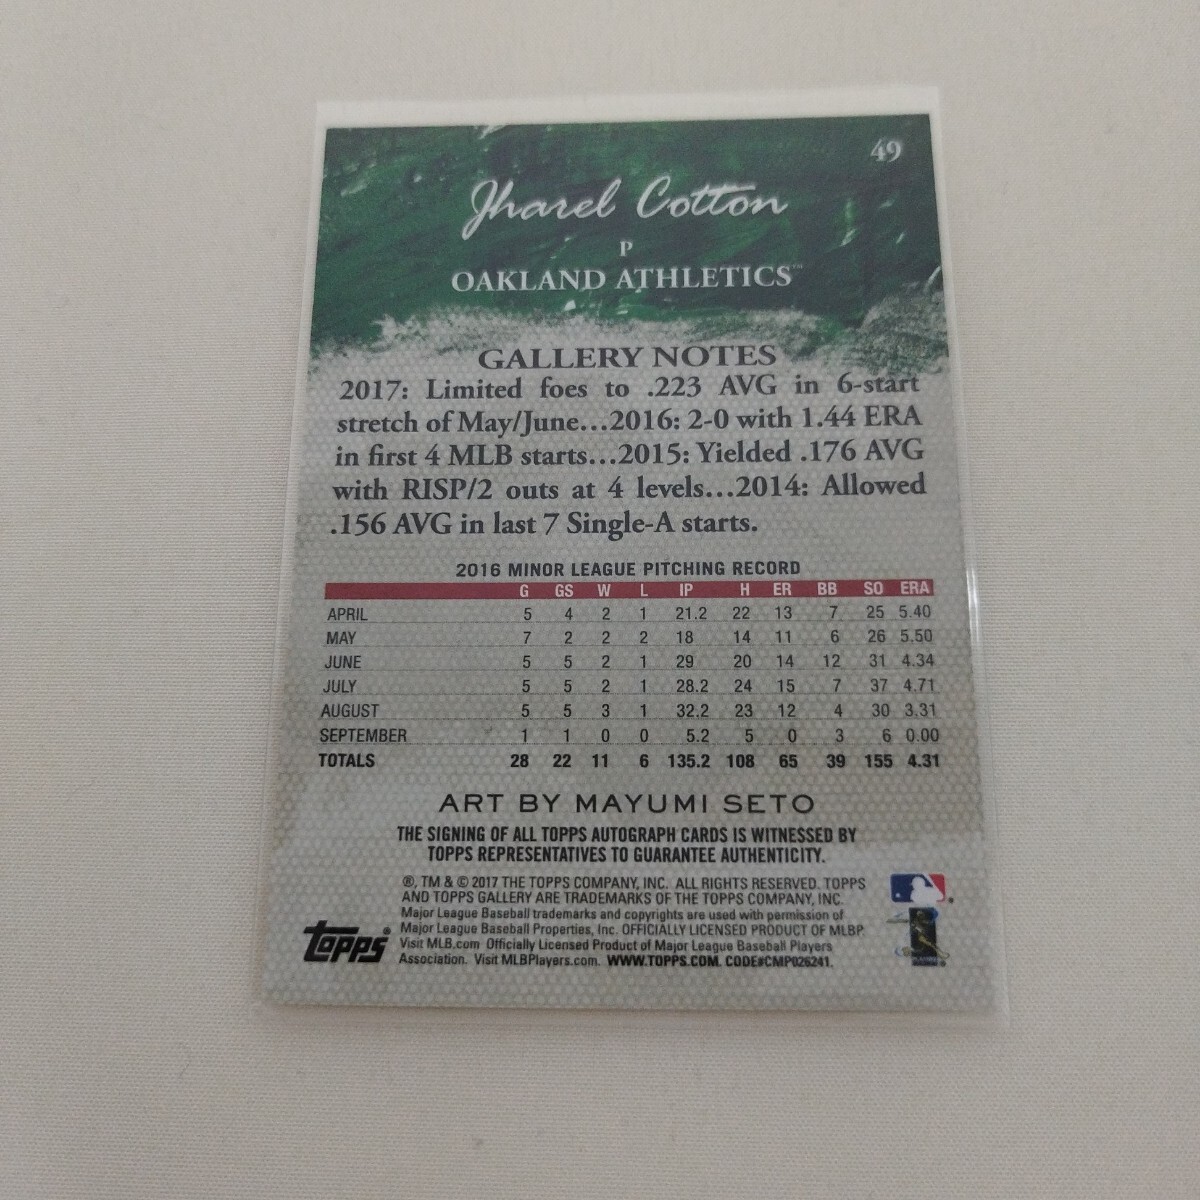 49
Jharel Cotton
P
OAKLAND ATHLETICS™
GALLERY NOTES
2017: Limited foes to .223 AVG in 6-start
stretch of May/June...2016: 2-0 with 1.44 ERA
in first 4 MLB starts...2015: Yielded .176 AVG
with RISP/2 outs at 4 levels...2014: Allowed
.156 AVG in last 7 Single-A starts.
2016 MINOR LEAGUE PITCHING RECORD
G GS W L IP H ER BB SO ERA
APRIL 5 4 2 1 21.2 22 13 7 25 5.40
MAY 7 2 2 2 18 14 11 6 26 5.50
JUNE 5 5 2 1 29 20 14 12 31 4.34
JULY 5 5 2 1 28.2 24 15 7 37 4.71
AUGUST 5 5 3 1 32.2 23 12 4 30 3.31
SEPTEMBER 1 1 0 0 5.2 5 0 3 6 0.00
TOTALS 28 22 11 6 135.2 108 65 39 155 4.31
ART BY MAYUMI SETO
THE SIGNING OF ALL TOPPS AUTOGRAPH CARDS IS WITNESSED BY
TOPPS REPRESENTATIVES TO GUARANTEE AUTHENTICITY.
®, TM & © 2017 THE TOPPS COMPANY, INC. ALL RIGHTS RESERVED. TOPPS
AND TOPPS GALLERY ARE TRADEMARKS OF THE TOPPS COMPANY, INC.
Major League Baseball trademarks and copyrights are used with permission of
Major League Baseball Properties, Inc. OFFICIALLY LICENSED PRODUCT OF MLBP.
Visit MLB.com Officially Licensed Product of Major League Baseball Players
Association. Visit MLBPlayers.com. WWW.TOPPS.COM. CODE#CMP026241.
Topps®
PLAYERS